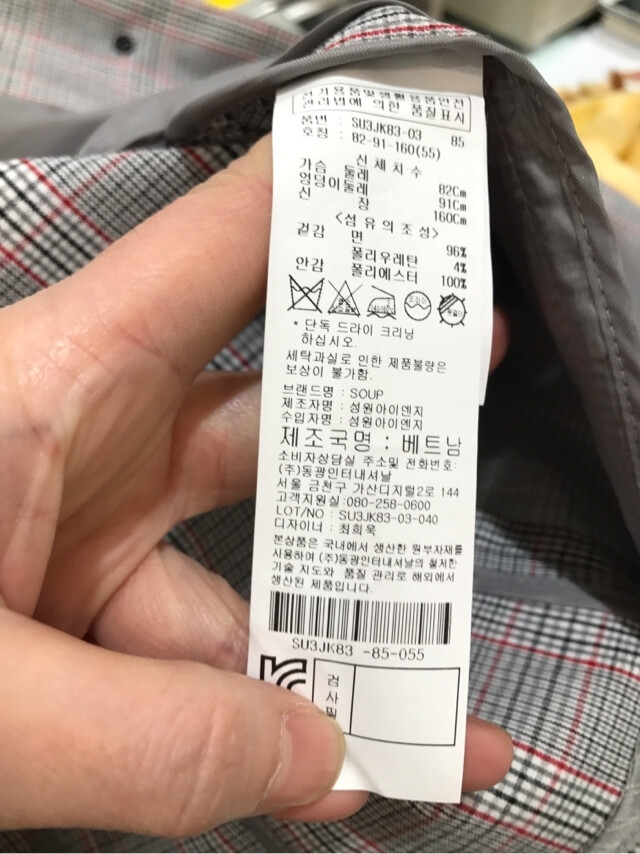 전기용품및생활용품안전
관리법에 의한 품질표시
품번 : SU3JK83-03 85
호칭 : 82-91-160(55)
신체치수
가슴 둘레 82Cm
엉덩이둘레 91Cm
신 장 160Cm
<섬유의조성>
겉감 면 96%
폴리우레탄 4%
안감 폴리에스터 100%
* 단독 드라이 크리닝
하십시오.
세탁과실로 인한 제품불량은
보상이 불가함.
브랜드명 : SOUP
제조자명 : 성원아이엔지
수입자명 : 성원아이엔지
제조국명 : 베트남
소비자상담실 주소및 전화번호:
(주)동광인터내셔날
서울 금천구 가산디지털2로 144
고객지원실:080-258-0600
LOT/NO : SU3JK83-03-040
디자이너 : 최희욱
본상품은 국내에서 생산한 원부자재를
사용하여 (주)동광인터내셔날의 철저한
기술 지도와 품질 관리로 해외에서
생산된 제품입니다.
SU3JK83 -85-055
검
사
필